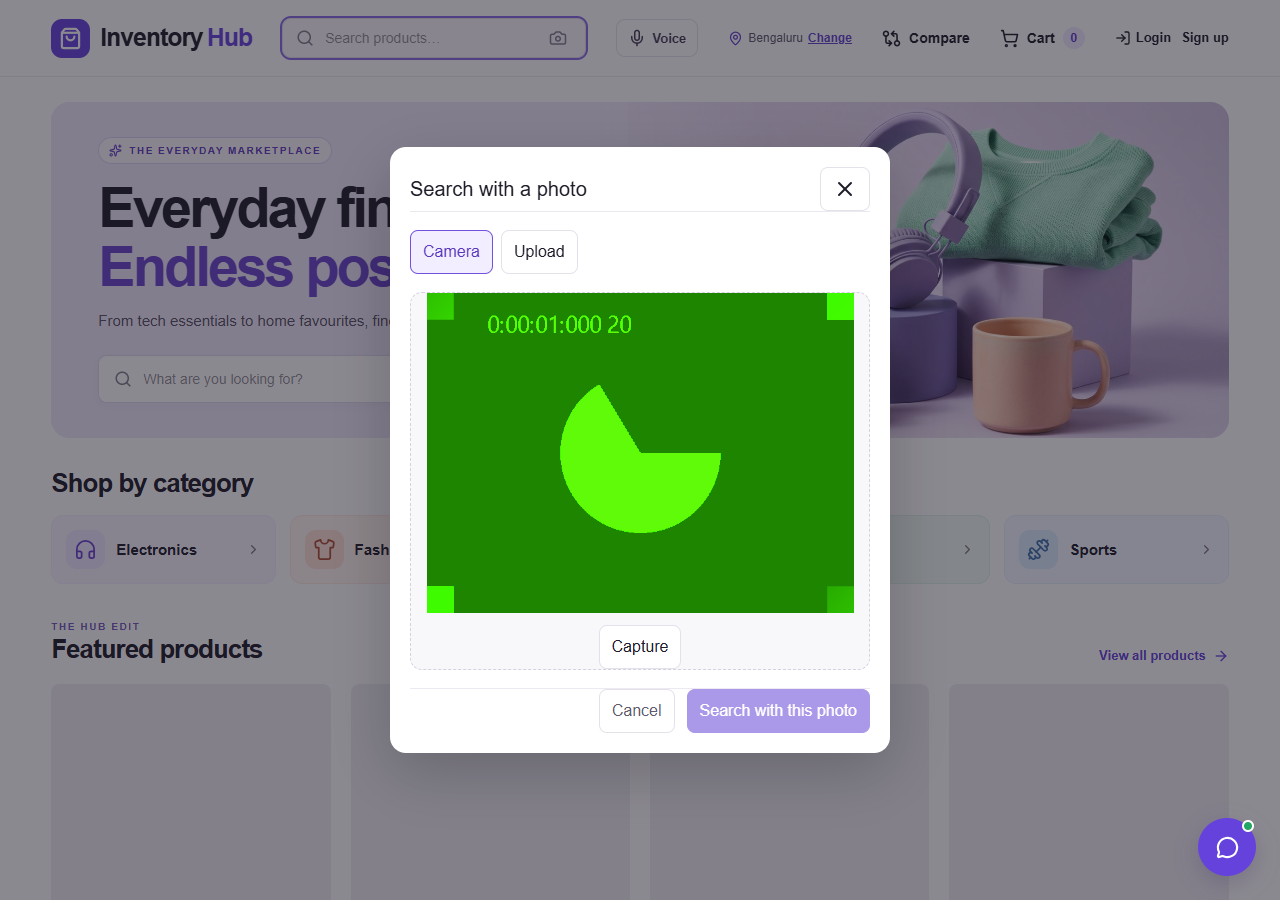 Inventory Hub
Search products...
Voice
Bengaluru Change
Compare
Cart 0
Login
Sign up
THE EVERYDAY MARKETPLACE
Everyday fin
Endless pos
From tech essentials to home favourites, fin
What are you looking for?
Search with a photo
Camera
Upload
0:00:01:000 20
Capture
Cancel
Search with this photo
Shop by category
Electronics
Fash
Sports
THE HUB EDIT
Featured products
View all products